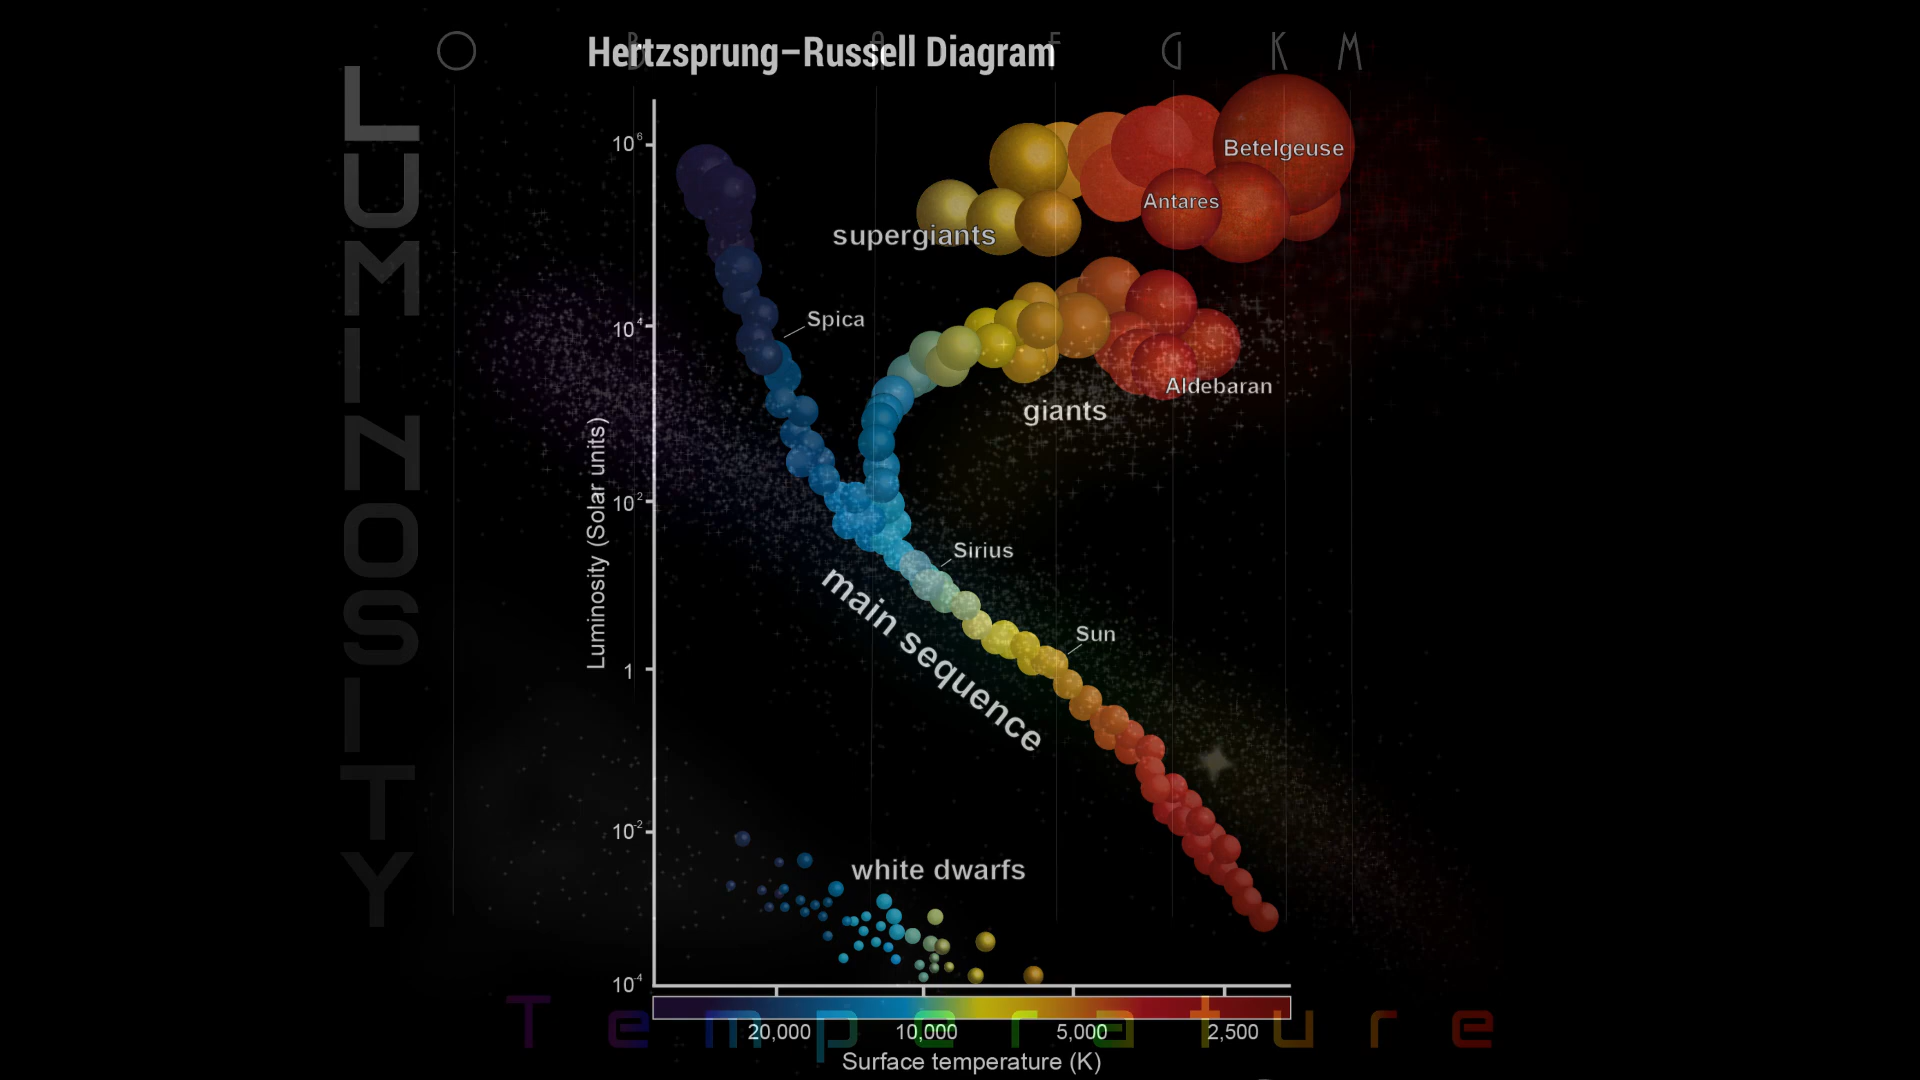 O B A F G K M
Hertzsprung–Russell Diagram
LUMINOSITY
Luminosity (Solar units)
10⁶
10⁴
10²
1
10⁻²
10⁻⁴
Betelgeuse
Antares
supergiants
Spica
Aldebaran
giants
Sirius
main sequence
Sun
white dwarfs
Temperature
20,000 10,000 5,000 2,500
Surface temperature (K)